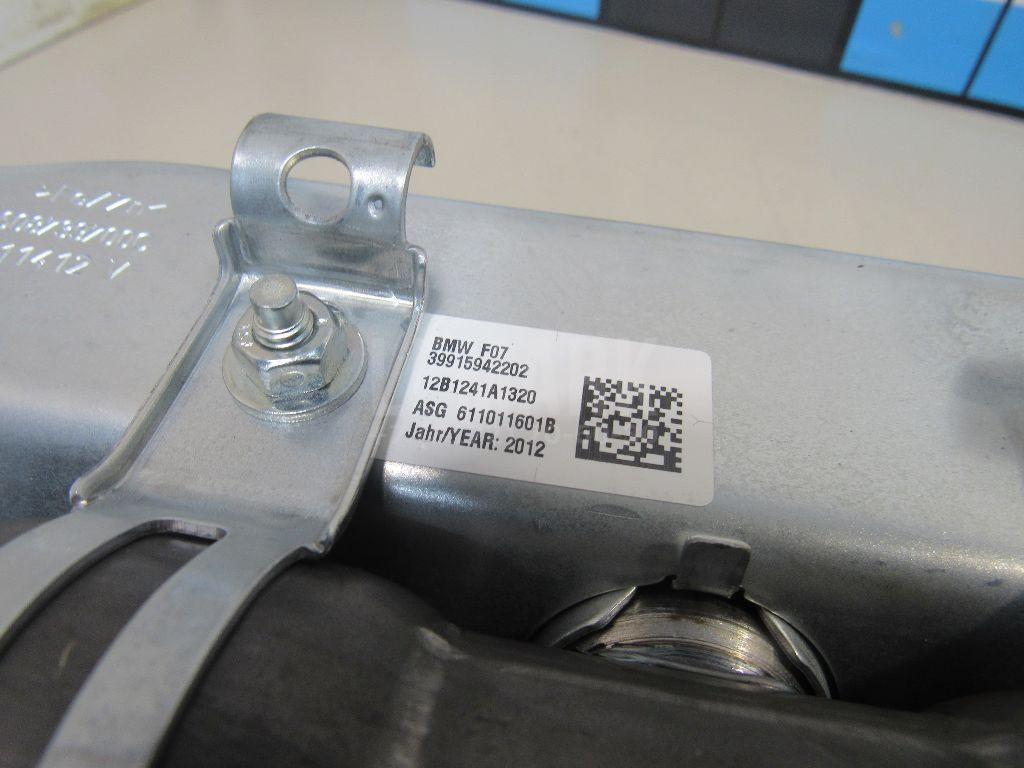 BMW F07
39915942202
12B1241A1320
ASG 611011601B
Jahr/YEAR: 2012